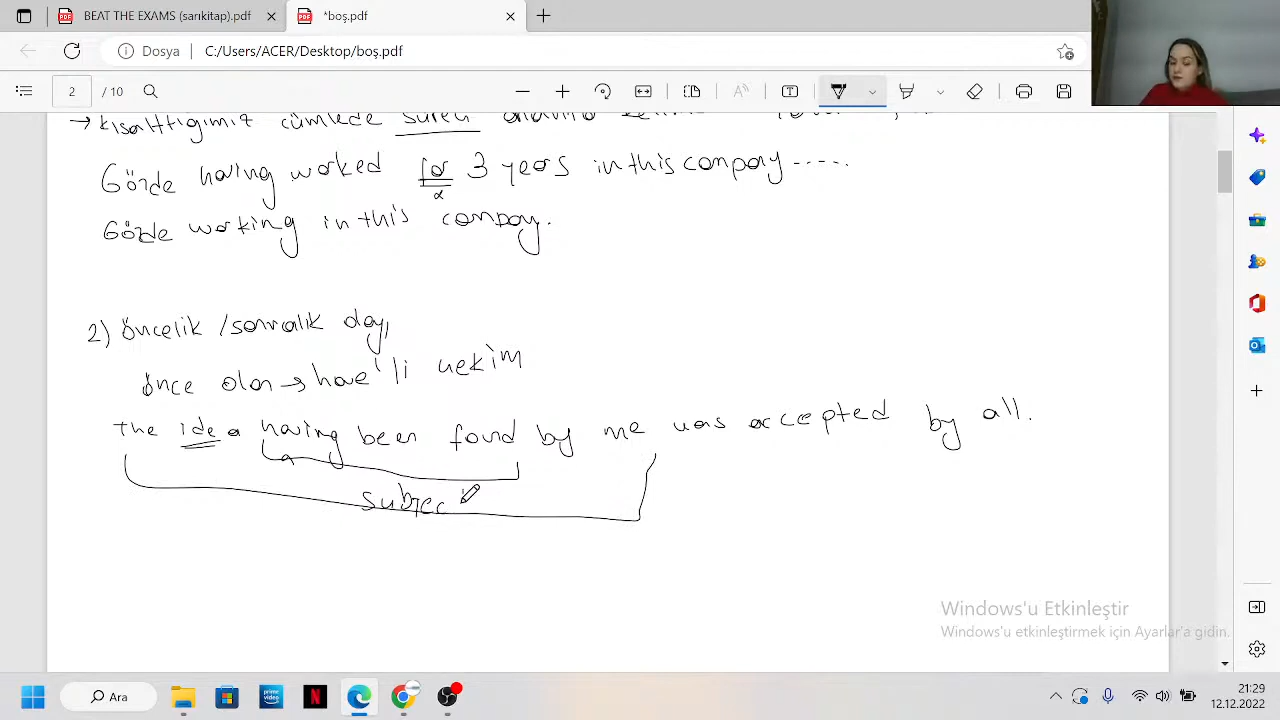 BEAT THE EXAMS (sarıkitap).pdf
*boş.pdf
Dosya
C:/Users/ACER/Desktop/boş.pdf
2 / 10
→ kısalttığımız cümlede süreç
Gözde having worked for 3 years in this company .....
Gözde working in this company.
2) öncelik / sonralık
önce olan → have'li
The idea having been found by me was accepted by all.
subjec
Windows'u Etkinleştir
Windows'u etkinleştirmek için Ayarlar'a gidin.
Ara
prime video
N
21:29
12.12.2022